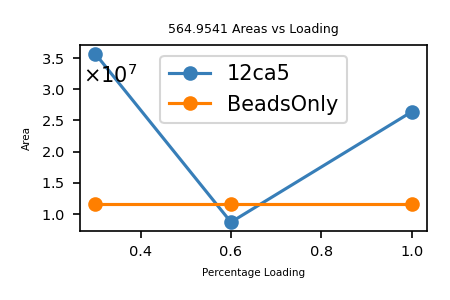 564.9541 Areas vs Loading
×10⁷
12ca5
BeadsOnly
3.5
3.0
2.5
2.0
1.5
1.0
Area
0.4 0.6 0.8 1.0
Percentage Loading